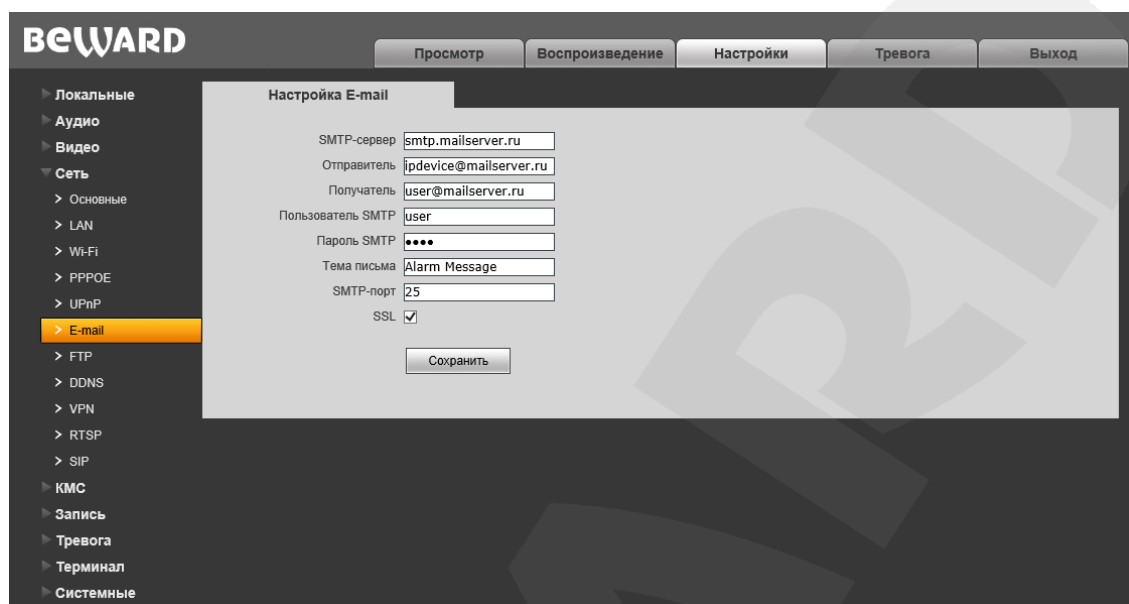 BEWARD
Просмотр Воспроизведение Настройки Тревога Выход
Локальные
Аудио
Видео
Сеть
> Основные
> LAN
> Wi-Fi
> PPPOE
> UPnP
> E-mail
> FTP
> DDNS
> VPN
> RTSP
> SIP
КМС
Запись
Тревога
Терминал
Системные
Настройка E-mail
SMTP-сервер smtp.mailserver.ru
Отправитель ipdevice@mailserver.ru
Получатель user@mailserver.ru
Пользователь SMTP user
Пароль SMTP ••••
Тема письма Alarm Message
SMTP-порт 25
SSL
Сохранить